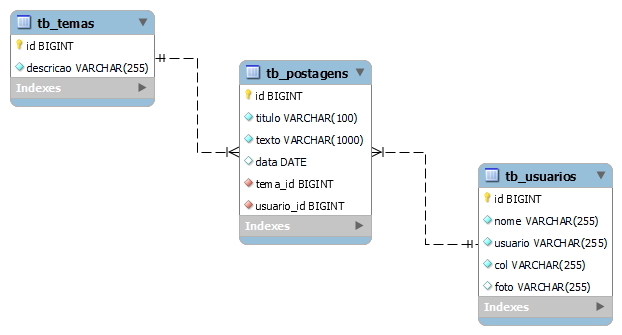 tb_temas
id BIGINT
descricao VARCHAR(255)
Indexes
tb_postagens
id BIGINT
titulo VARCHAR(100)
texto VARCHAR(1000)
data DATE
tema_id BIGINT
usuario_id BIGINT
Indexes
tb_usuarios
id BIGINT
nome VARCHAR(255)
usuario VARCHAR(255)
col VARCHAR(255)
foto VARCHAR(255)
Indexes